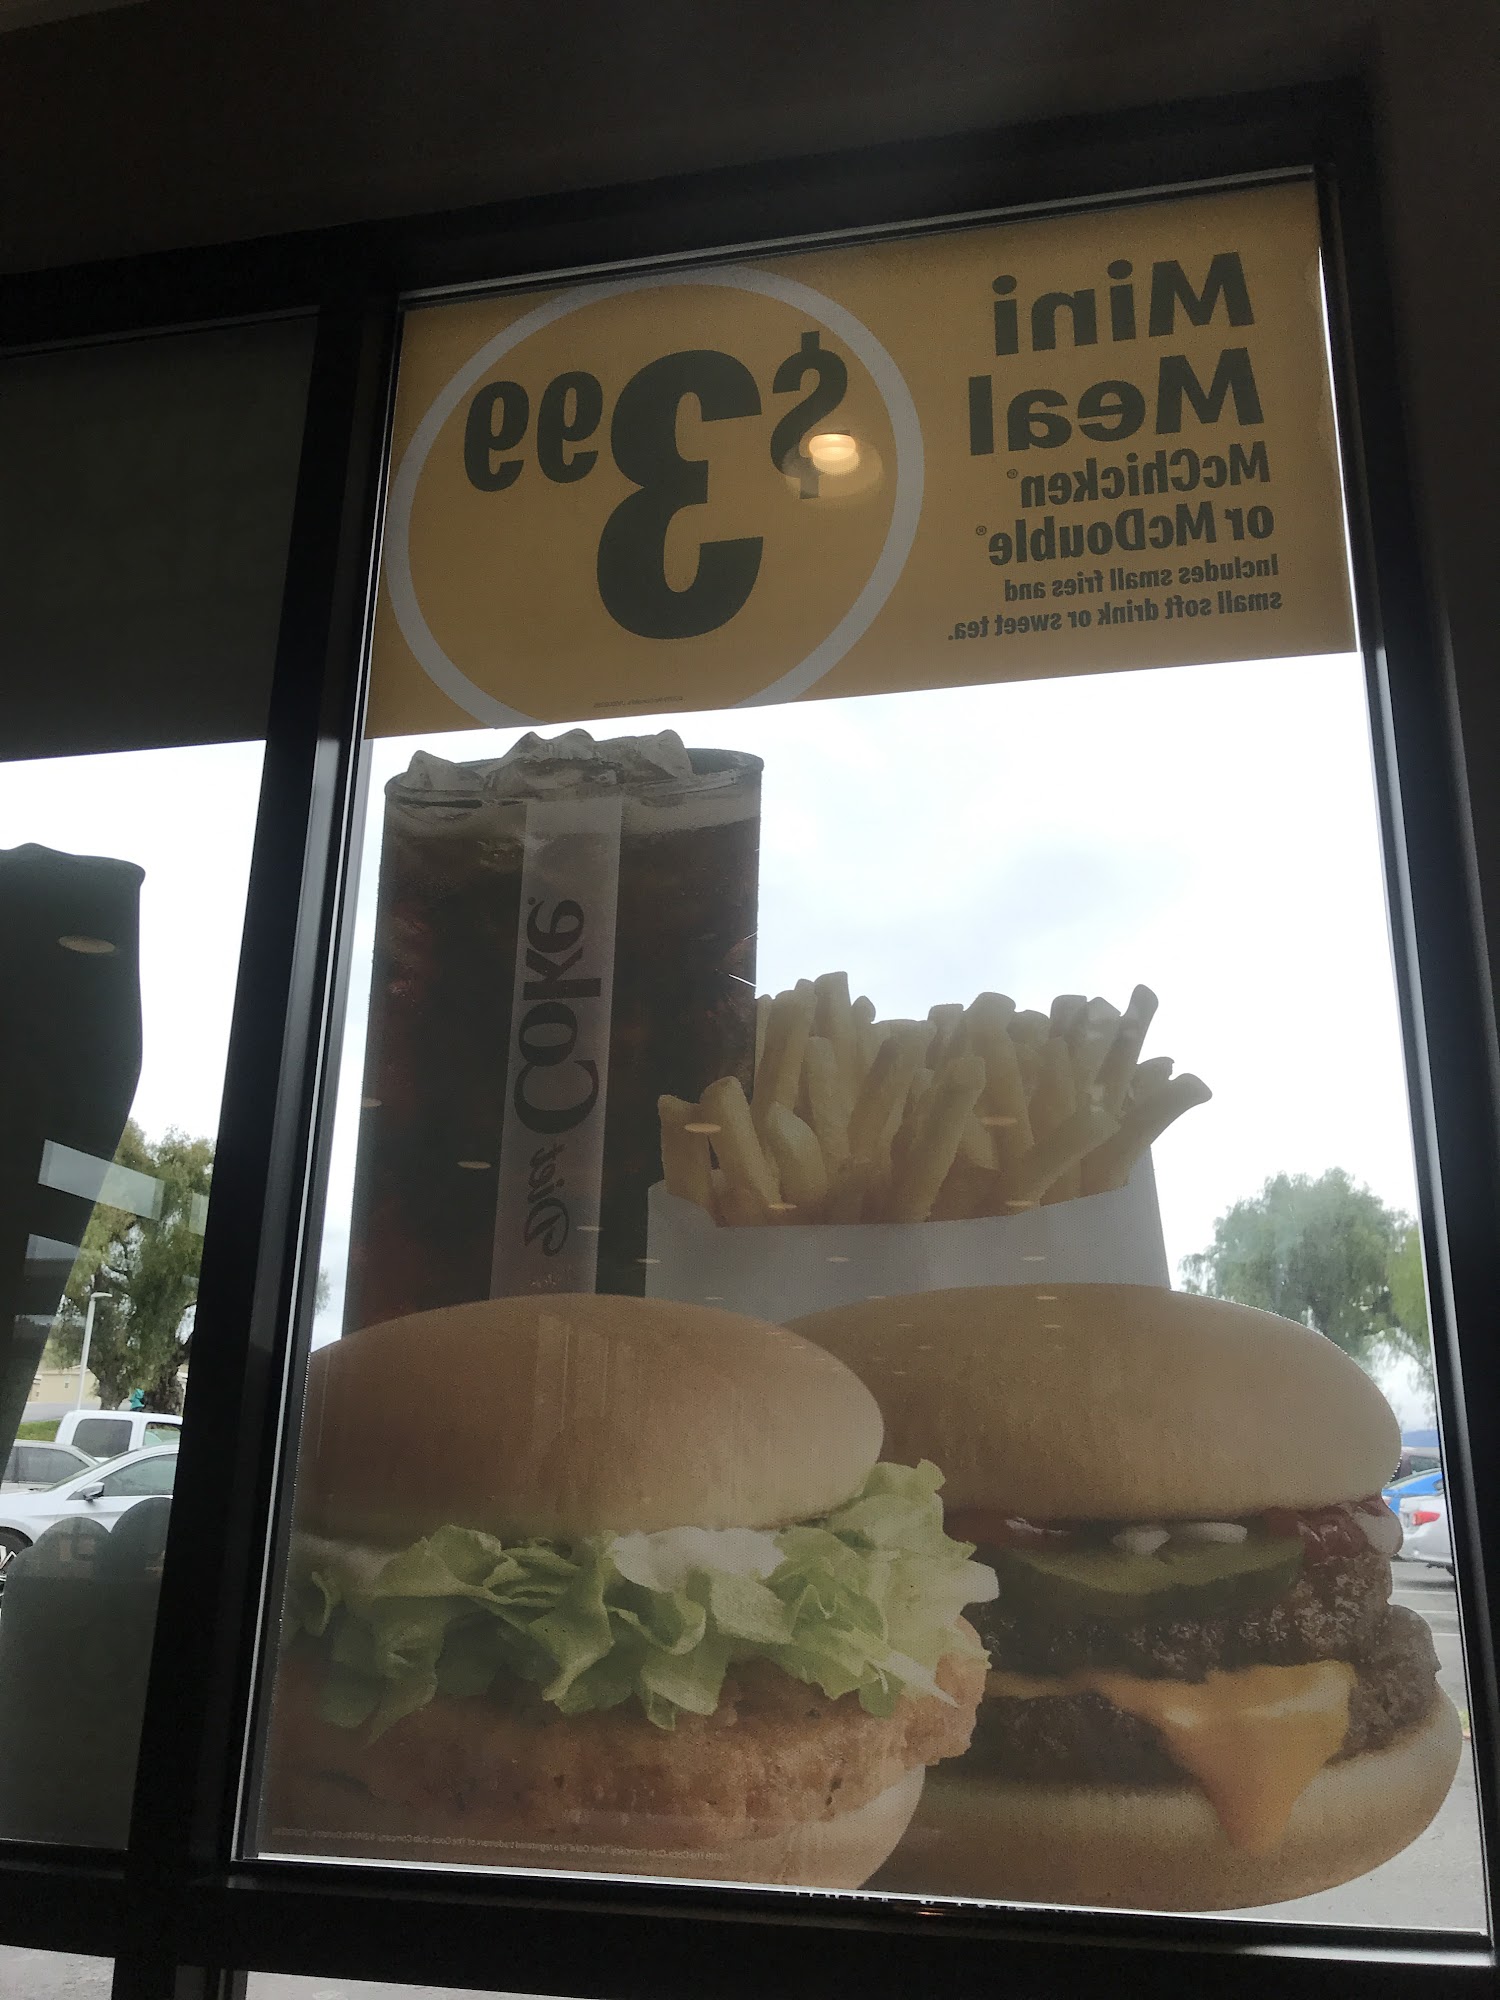 Mini
Meal
McChicken®
or McDouble®
Includes small fries and
small soft drink or sweet tea.
$3 99
Diet Coke